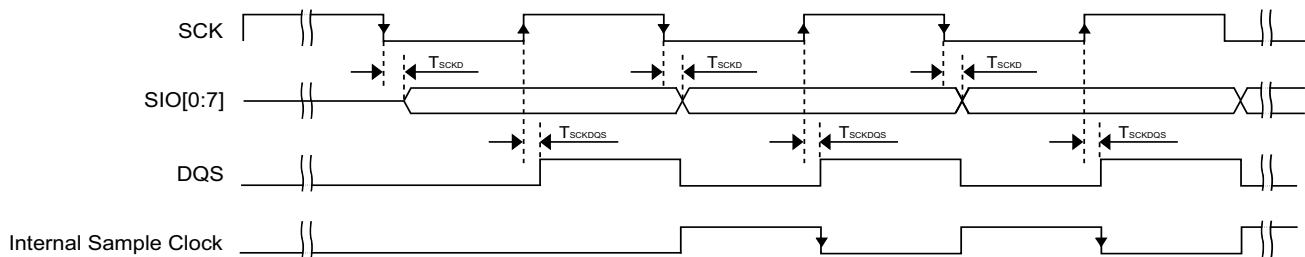 SCK
TSCKD TSCKD TSCKD
SIO[0:7]
TSCKDQS TSCKDQS TSCKDQS
DQS
Internal Sample Clock